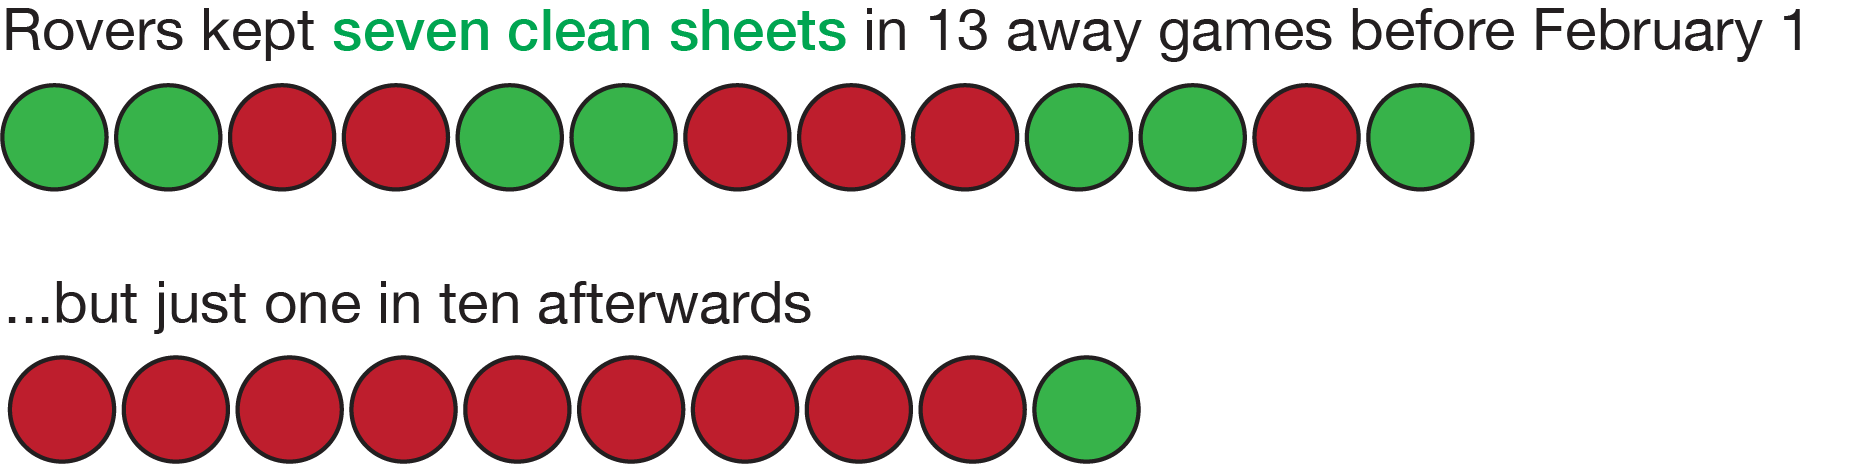 Rovers kept seven clean sheets in 13 away games before February 1
...but just one in ten afterwards